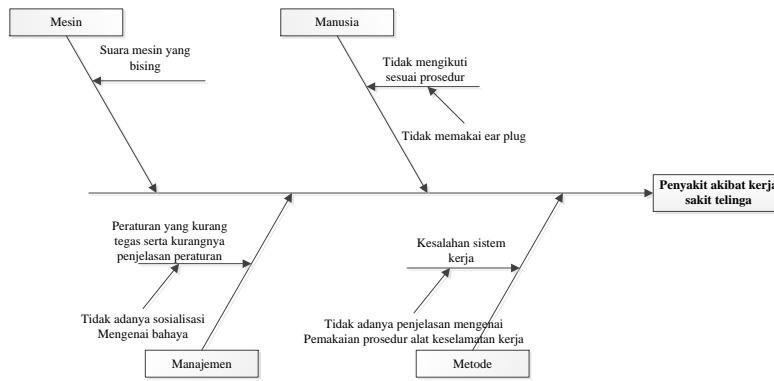 Mesin
Manusia
Suara mesin yang
bising
Tidak mengikuti
sesuai prosedur
Tidak memakai ear plug
Penyakit akibat kerja
sakit telinga
Peraturan yang kurang
tegas serta kurangnya
penjelasan peraturan
Kesalahan sistem
kerja
Tidak adanya sosialisasi
Mengenai bahaya
Tidak adanya penjelasan mengenai
Pemakaian prosedur alat keselamatan kerja
Manajemen
Metode